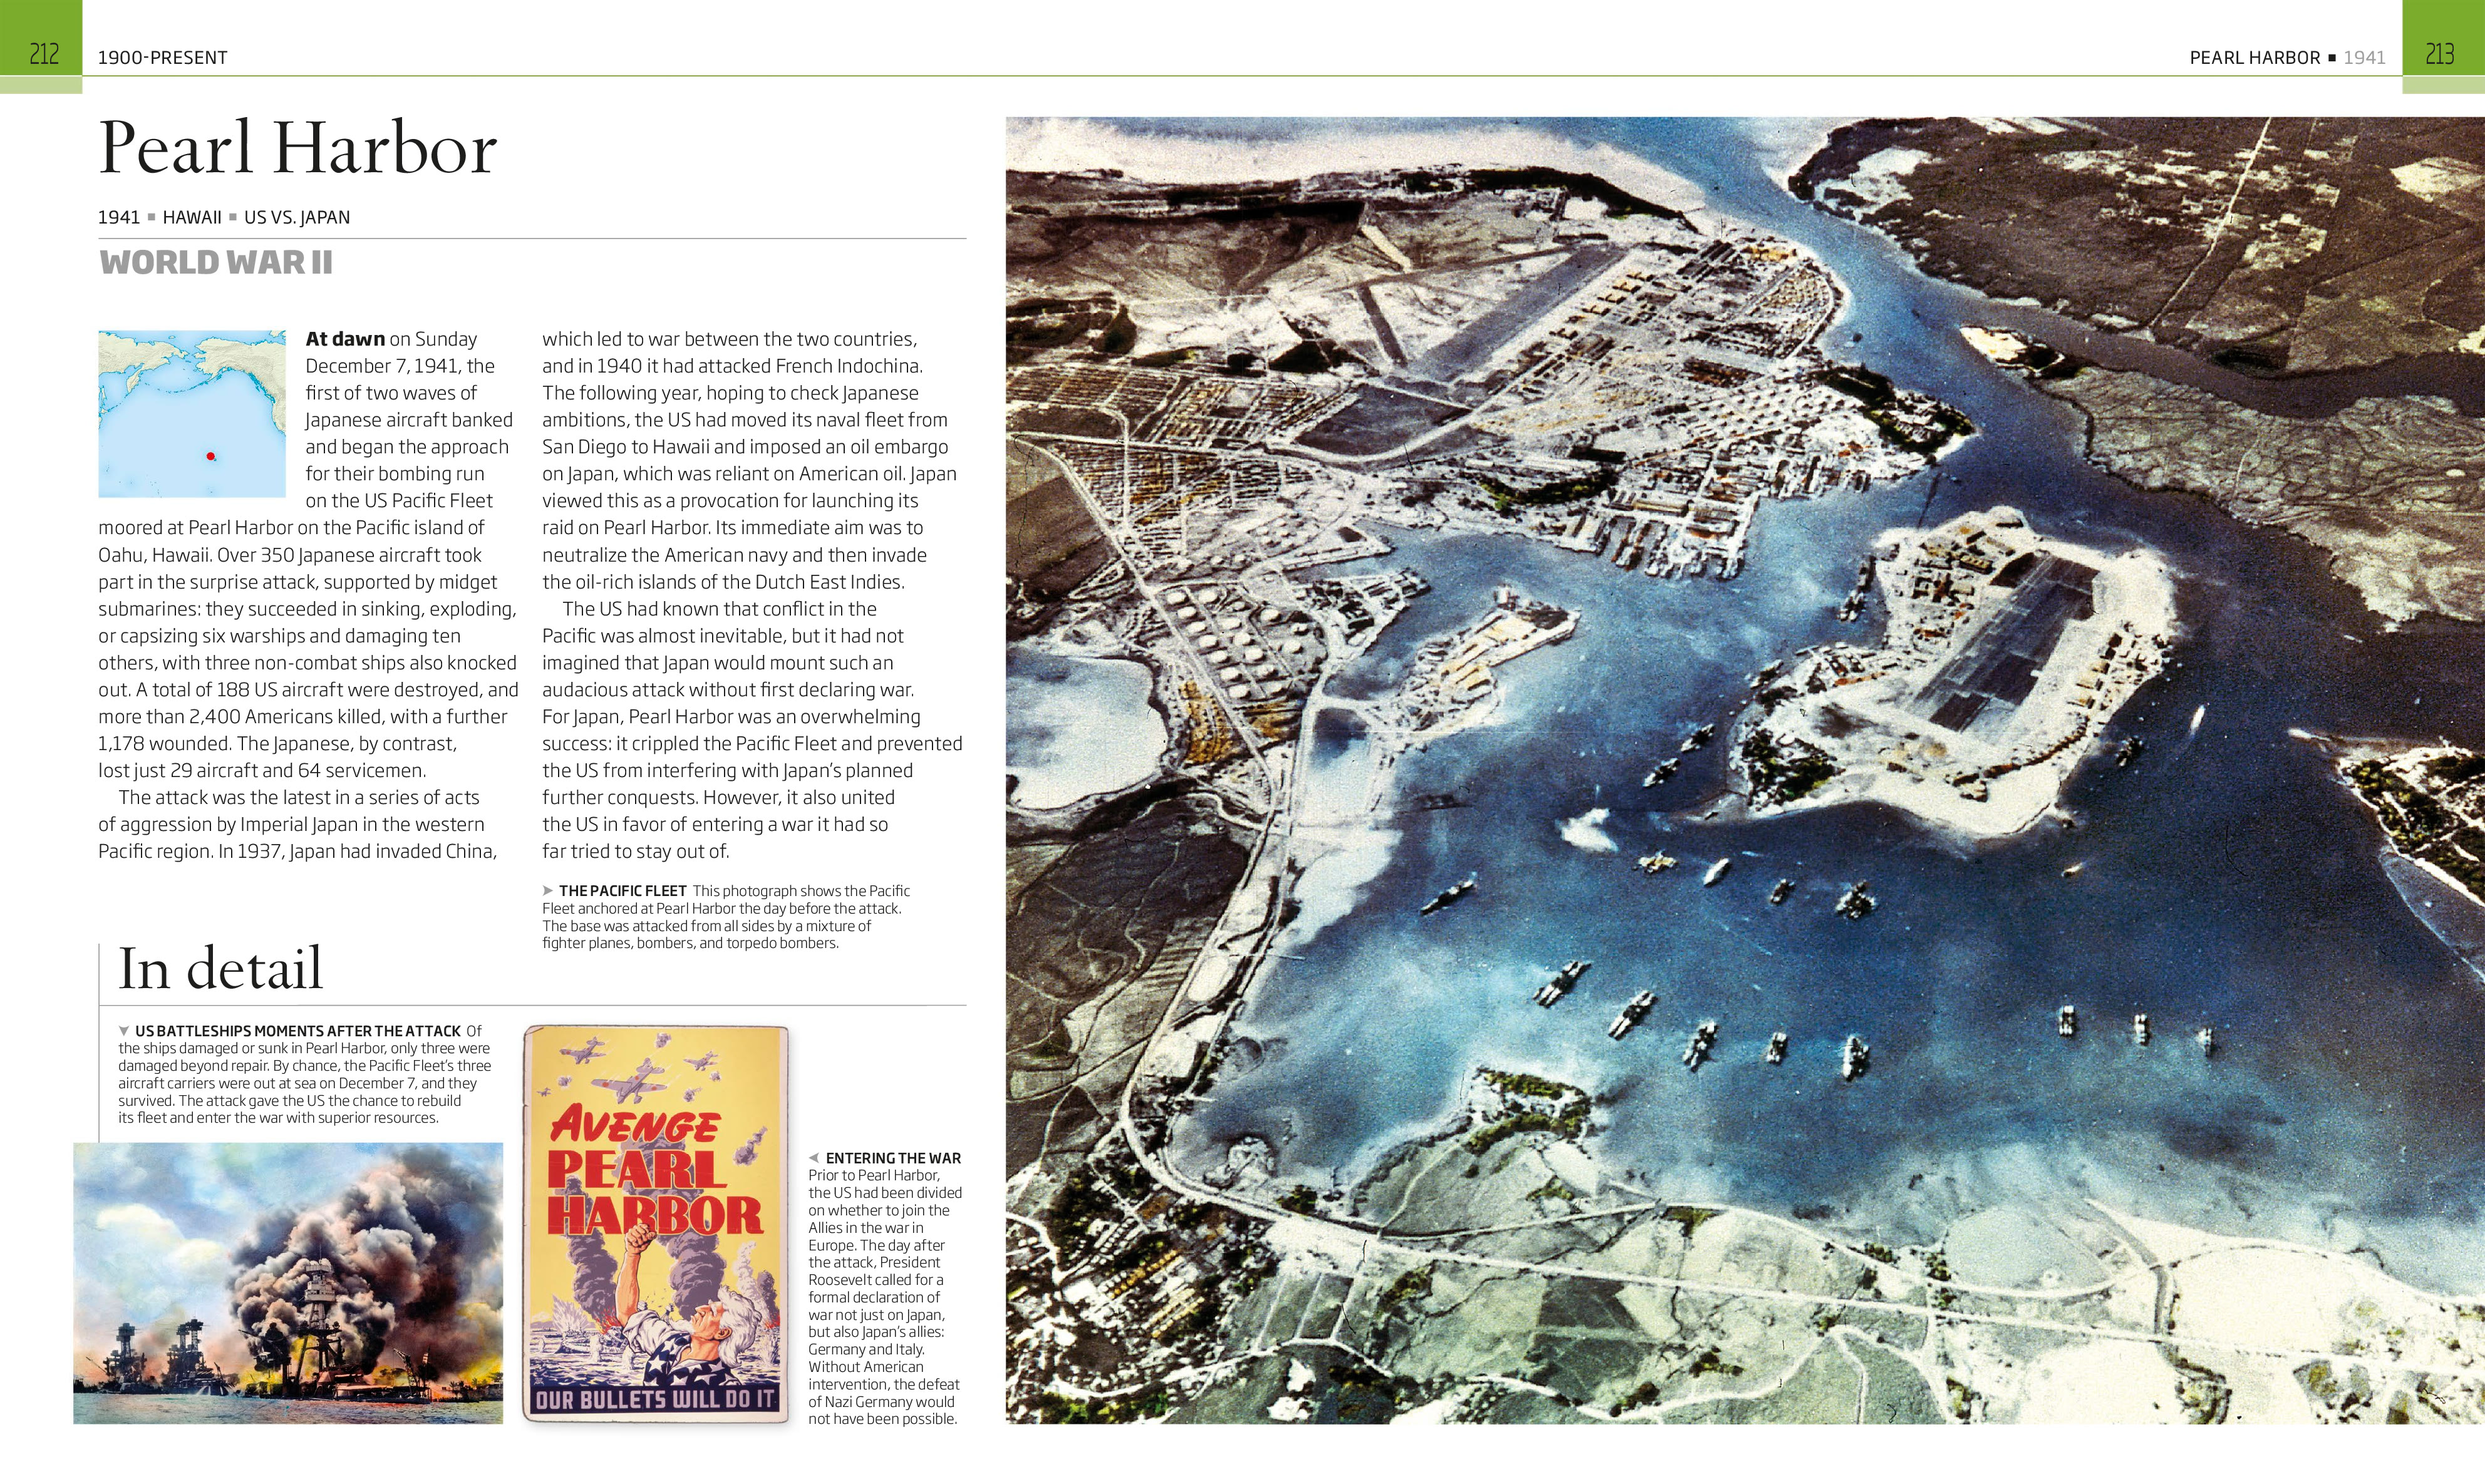 212
1900-PRESENT
PEARL HARBOR ▪ 1941
213
Pearl Harbor
1941 ▪ HAWAII ▪ US VS. JAPAN
WORLD WAR II
At dawn on Sunday
December 7, 1941, the
first of two waves of
Japanese aircraft banked
and began the approach
for their bombing run
on the US Pacific Fleet
moored at Pearl Harbor on the Pacific island of
Oahu, Hawaii. Over 350 Japanese aircraft took
part in the surprise attack, supported by midget
submarines: they succeeded in sinking, exploding,
or capsizing six warships and damaging ten
others, with three non-combat ships also knocked
out. A total of 188 US aircraft were destroyed, and
more than 2,400 Americans killed, with a further
1,178 wounded. The Japanese, by contrast,
lost just 29 aircraft and 64 servicemen.
The attack was the latest in a series of acts
of aggression by Imperial Japan in the western
Pacific region. In 1937, Japan had invaded China,
which led to war between the two countries,
and in 1940 it had attacked French Indochina.
The following year, hoping to check Japanese
ambitions, the US had moved its naval fleet from
San Diego to Hawaii and imposed an oil embargo
on Japan, which was reliant on American oil. Japan
viewed this as a provocation for launching its
raid on Pearl Harbor. Its immediate aim was to
neutralize the American navy and then invade
the oil-rich islands of the Dutch East Indies.
The US had known that conflict in the
Pacific was almost inevitable, but it had not
imagined that Japan would mount such an
audacious attack without first declaring war.
For Japan, Pearl Harbor was an overwhelming
success: it crippled the Pacific Fleet and prevented
the US from interfering with Japan's planned
further conquests. However, it also united
the US in favor of entering a war it had so
far tried to stay out of.
➤ THE PACIFIC FLEET This photograph shows the Pacific
Fleet anchored at Pearl Harbor the day before the attack.
The base was attacked from all sides by a mixture of
fighter planes, bombers, and torpedo bombers.
In detail
US BATTLESHIPS MOMENTS AFTER THE ATTACK Of
the ships damaged or sunk in Pearl Harbor, only three were
damaged beyond repair. By chance, the Pacific Fleet's three
aircraft carriers were out at sea on December 7, and they
survived. The attack gave the US the chance to rebuild
its fleet and enter the war with superior resources.
AVENGE
PEARL
HARBOR
OUR BULLETS WILL DO IT
ENTERING THE WAR
Prior to Pearl Harbor,
the US had been divided
on whether to join the
Allies in the war in
Europe. The day after
the attack, President
Roosevelt called for a
formal declaration of
war not just on Japan,
but also Japan's allies:
Germany and Italy.
Without American
intervention, the defeat
of Nazi Germany would
not have been possible.